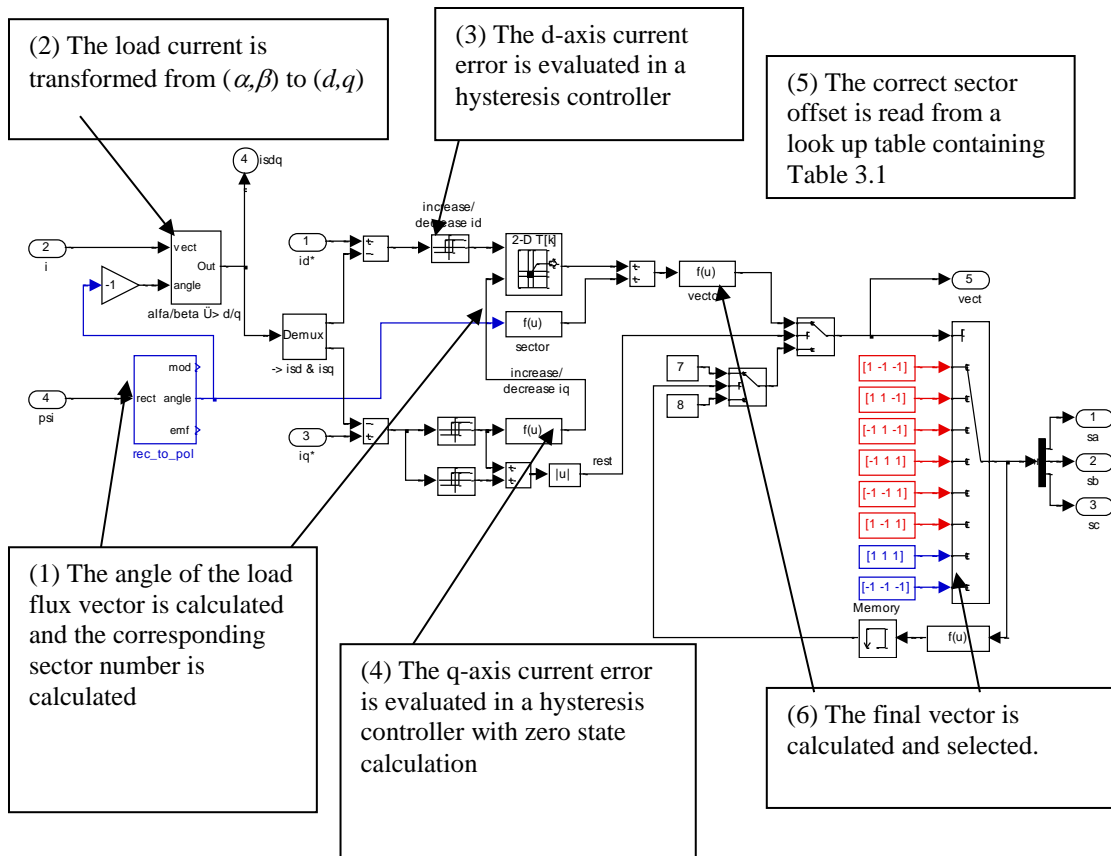 (2) The load current is
transformed from (α,β) to (d,q)
(3) The d-axis current
error is evaluated in a
hysteresis controller
(5) The correct sector
offset is read from a
look up table containing
Table 3.1
4
isdq
increase/
decrease id
2
i
vect
Out
angle
-1
alfa/beta Ü> d/q
1
id*
2-D T[k]
f(u)
vector
5
vect
Demux
-> isd & isq
f(u)
sector
increase/
decrease iq
7
8
4
psi
mod
rect
angle
emf
rec_to_pol
3
iq*
f(u)
|u|
rest
[1 -1 -1]
[1 1 -1]
[-1 1 -1]
[-1 1 1]
[-1 -1 1]
[1 -1 1]
[1 1 1]
[-1 -1 -1]
1
sa
2
sb
3
sc
Memory
f(u)
(1) The angle of the load
flux vector is calculated
and the corresponding
sector number is
calculated
(4) The q-axis current error
is evaluated in a hysteresis
controller with zero state
calculation
(6) The final vector is
calculated and selected.